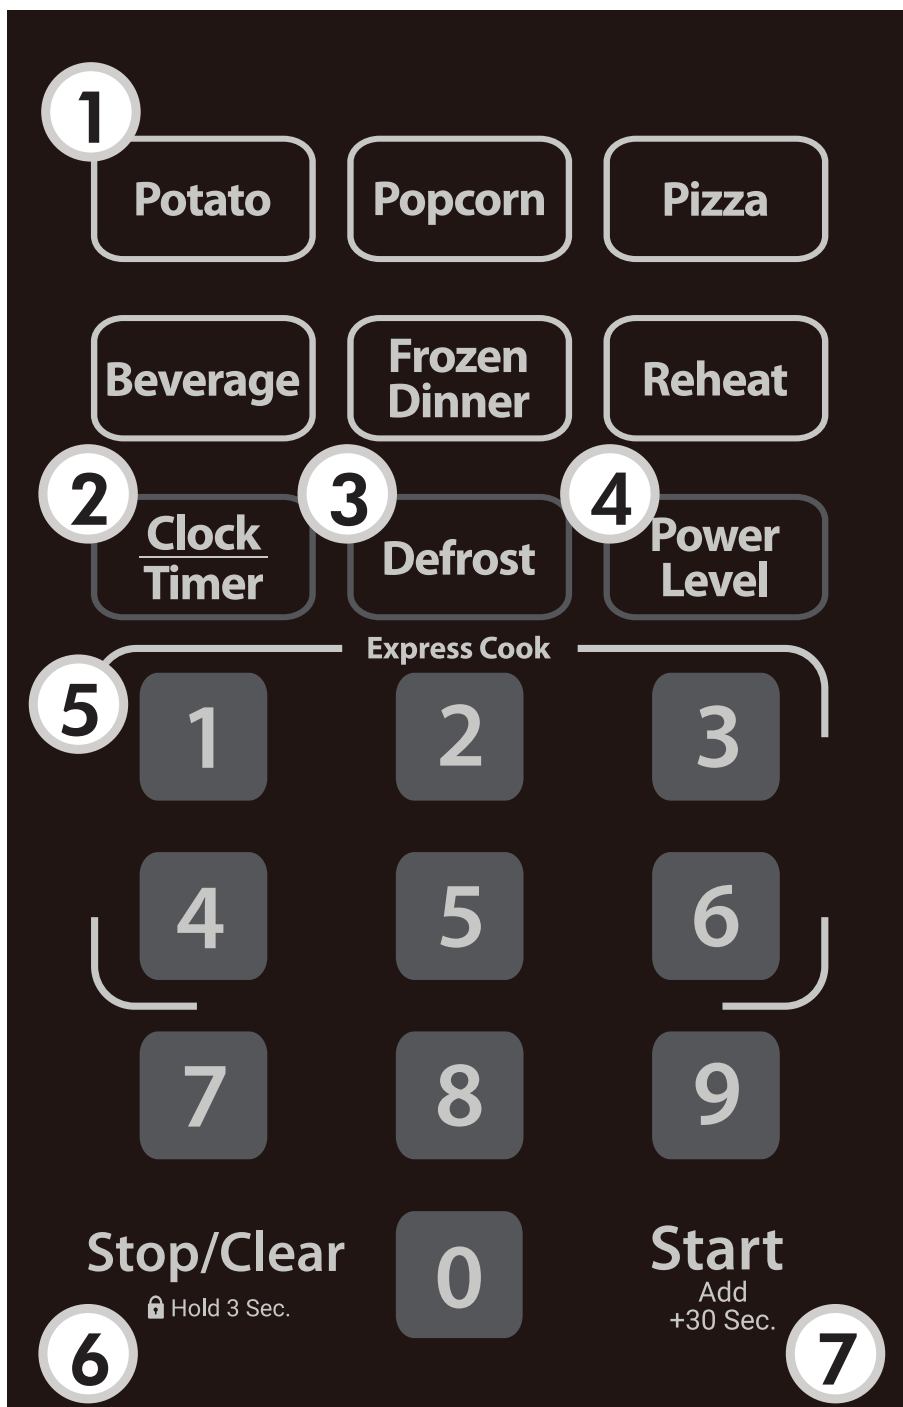 1
Potato Popcorn Pizza
Beverage Frozen Dinner Reheat
2 3 4
Clock
Timer
Defrost
Power
Level
Express Cook
5
1 2 3
4 5 6
7 8 9
Stop/Clear
Hold 3 Sec.
0
Start
Add
+30 Sec.
6 7